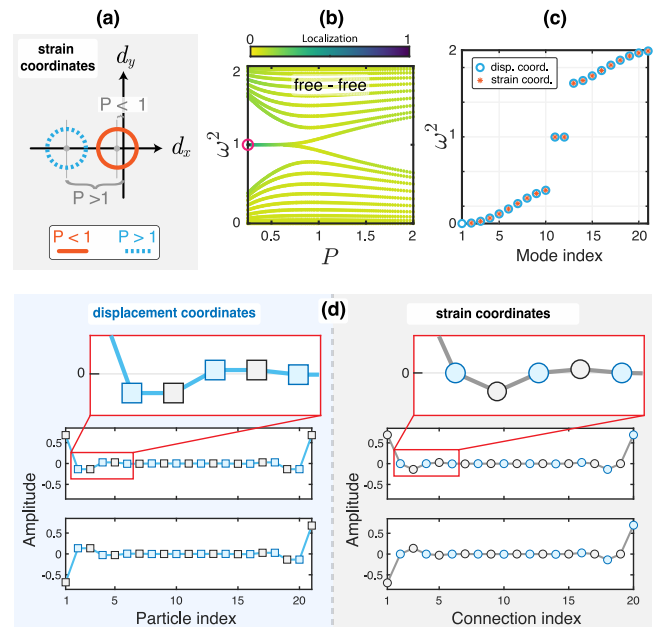 (a)
strain
coordinates
d_y
P < 1
d_x
P >1
P < 1 P > 1
(b)
Localization
0 1
2
free - free
ω²
1
0
0.5 1 1.5 2
P
(c)
2
disp. coord.
strain coord.
ω²
1
0
1 5 10 15 20
Mode index
(d)
displacement coordinates
strain coordinates
0
0
0.5
0
-0.5
0.5
0
-0.5
0.5
0
-0.5
0.5
0
-0.5
Amplitude
Amplitude
1 5 10 15 20
1 5 10 15 20
Particle index
Connection index